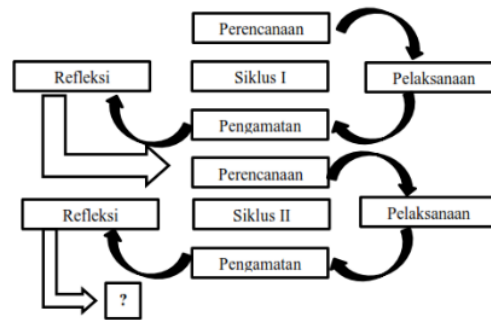 Perencanaan
Refleksi
Siklus I
Pelaksanaan
Pengamatan
Perencanaan
Refleksi
Siklus II
Pelaksanaan
Pengamatan
?